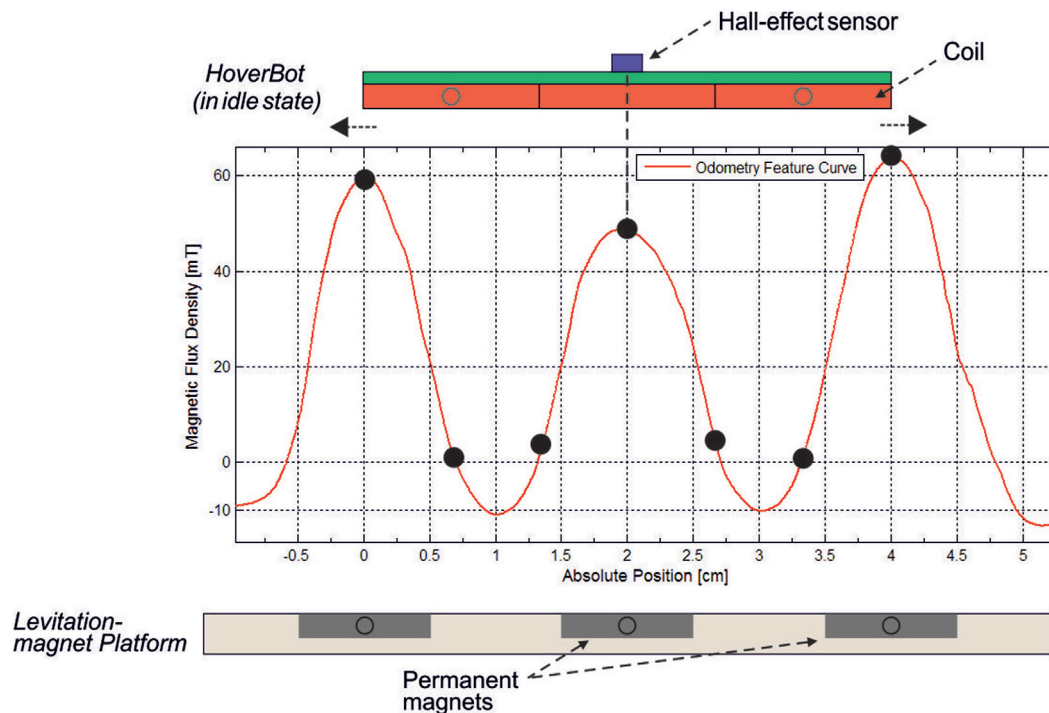 Hall-effect sensor
HoverBot
(in idle state)
Coil
Odometry Feature Curve
Magnetic Flux Density [mT]
60
40
20
0
-10
-0.5 0 0.5 1 1.5 2 2.5 3 3.5 4 4.5 5
Absolute Position [cm]
Levitation-
magnet Platform
Permanent
magnets